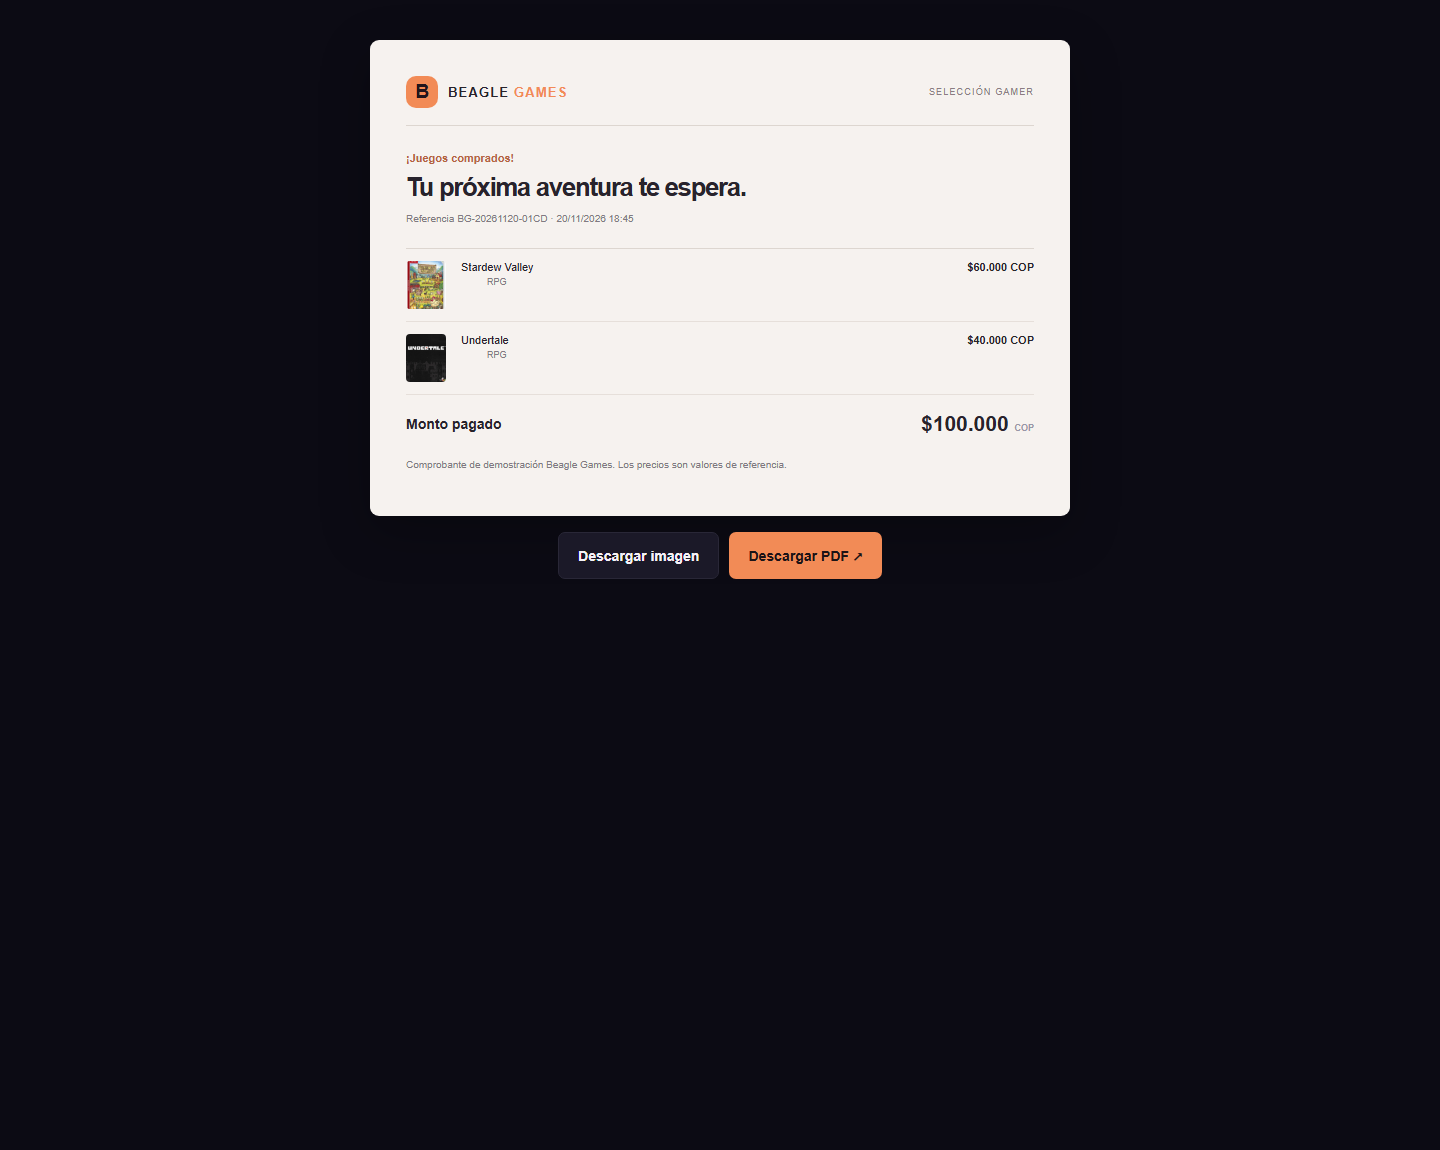 B BEAGLE GAMES
SELECCIÓN GAMER
¡Juegos comprados!
Tu próxima aventura te espera.
Referencia BG-20261120-01CD · 20/11/2026 18:45
Stardew Valley
$60.000 COP
RPG
UNDERTALE
Undertale
$40.000 COP
RPG
Monto pagado
$100.000 COP
Comprobante de demostración Beagle Games. Los precios son valores de referencia.
Descargar imagen
Descargar PDF ↗